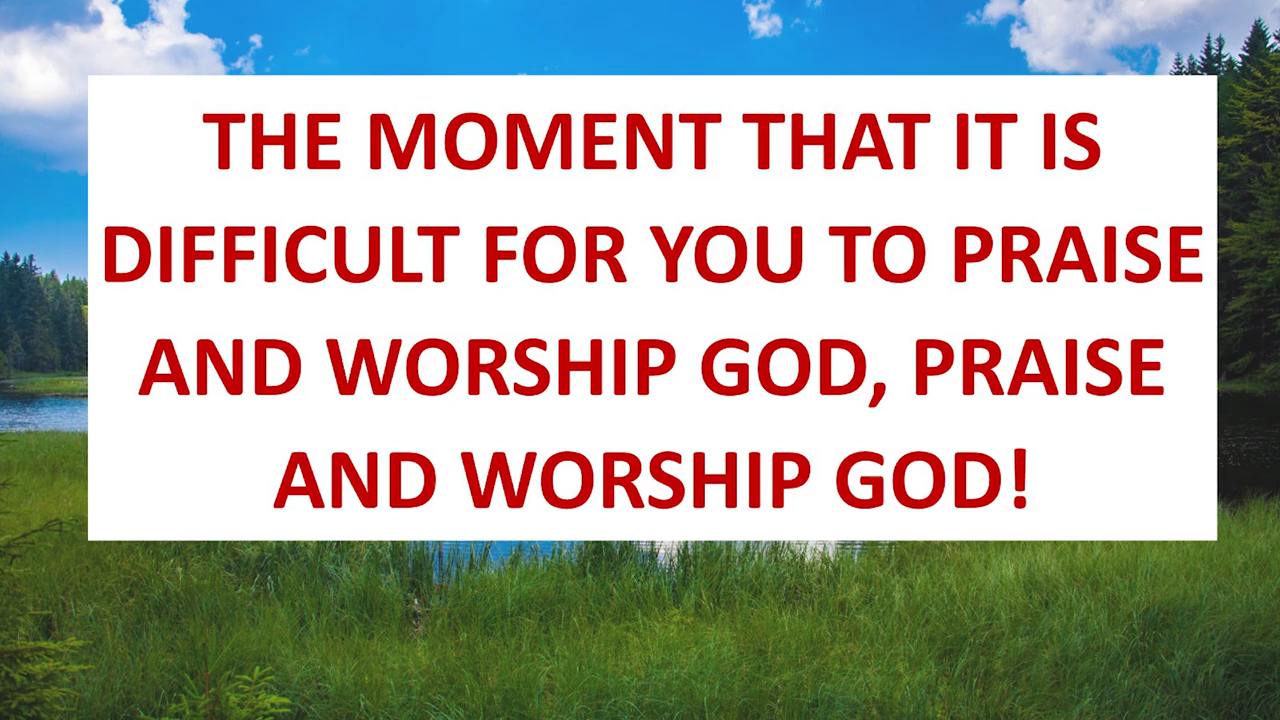 THE MOMENT THAT IT IS
DIFFICULT FOR YOU TO PRAISE
AND WORSHIP GOD, PRAISE
AND WORSHIP GOD!